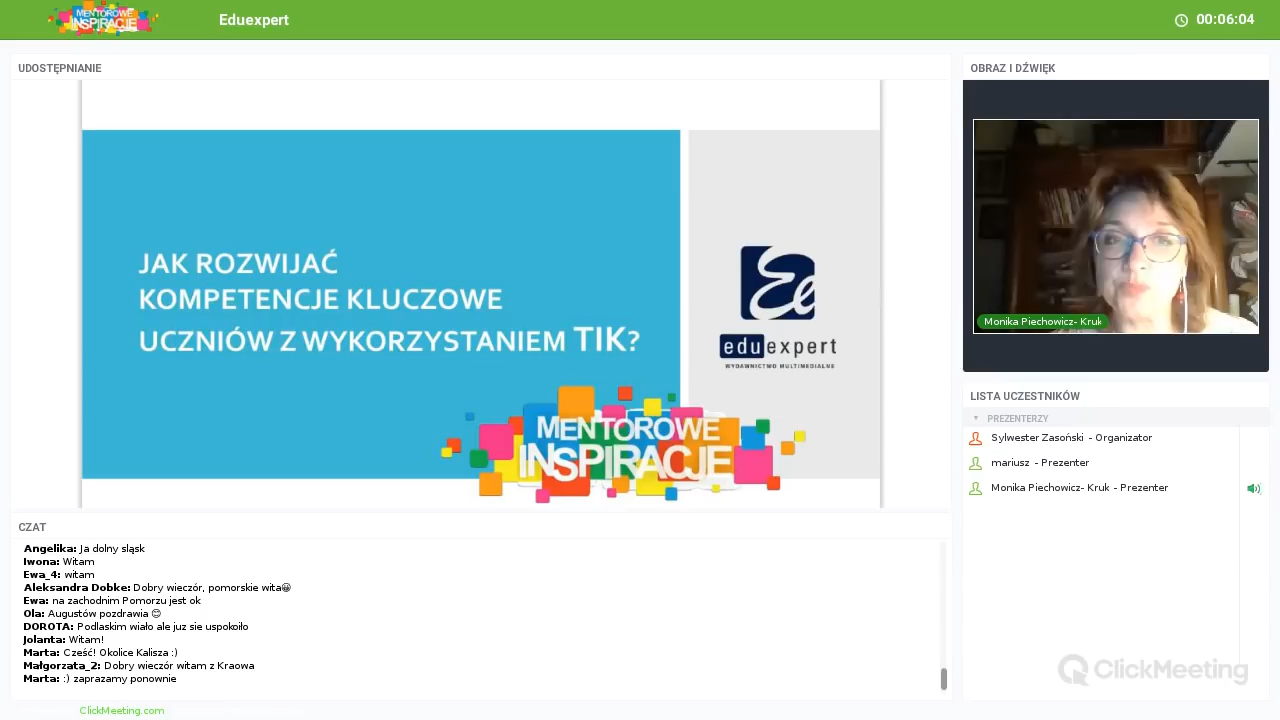 MENTOROWE
INSPIRACJE
Eduexpert
00:06:04
UDOSTĘPNIANIE
JAK ROZWIJAĆ
KOMPETENCJE KLUCZOWE
UCZNIÓW Z WYKORZYSTANIEM TIK?
Ee
eduexpert
WYDAWNICTWO MULTIMEDIALNE
MENTOROWE
INSPIRACJE
OBRAZ I DŹWIĘK
Monika Piechowicz- Kruk
LISTA UCZESTNIKÓW
PREZENTERZY
Sylwester Zasoński - Organizator
mariusz - Prezenter
Monika Piechowicz- Kruk - Prezenter
ClickMeeting
CZAT
Angelika: Ja dolny sląsk
Iwona: Witam
Ewa_4: witam
Aleksandra Dobke: Dobry wieczór, pomorskie wita😀
Ewa: na zachodnim Pomorzu jest ok
Ola: Augustów pozdrawia 😊
DOROTA: Podlaskim wiało ale juz sie uspokoiło
Jolanta: Witam!
Marta: Cześć! Okolice Kalisza :)
Małgorzata_2: Dobry wieczór witam z Kraowa
Marta: :) zaprazamy ponownie
ClickMeeting.com